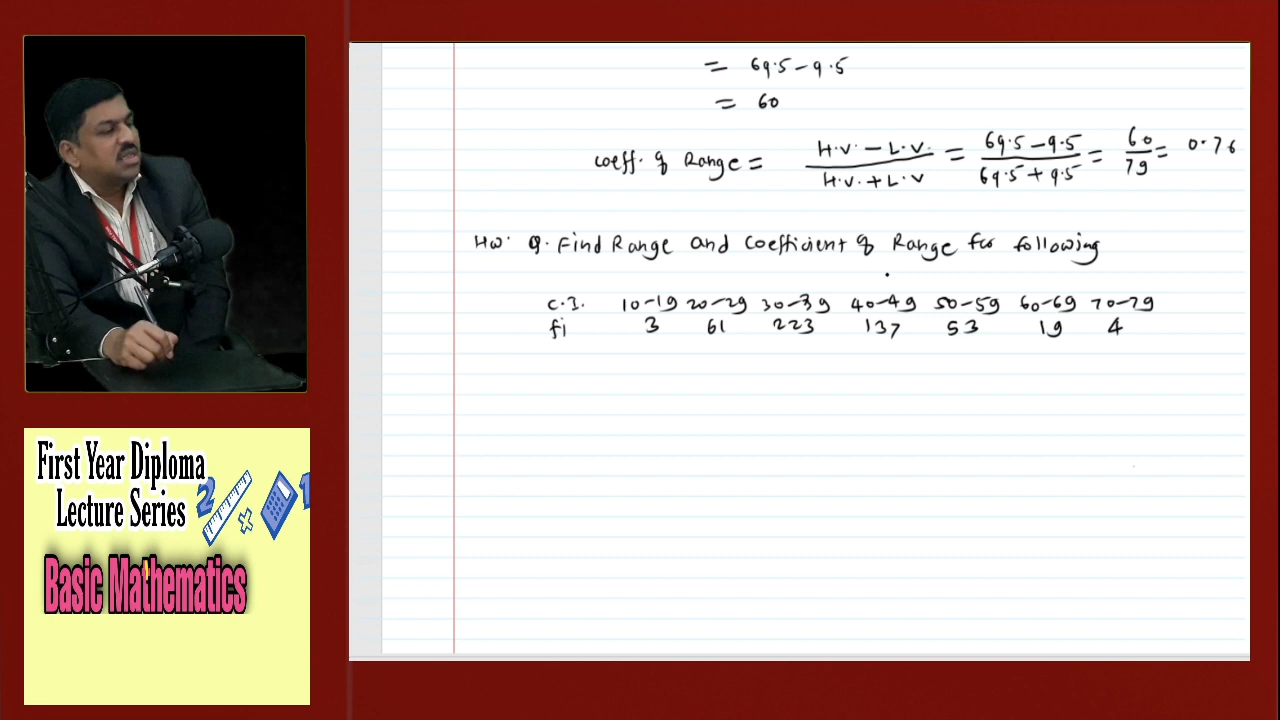 = 69.5 - 9.5
= 60
Coeff. of Range = H.V. - L.V. / H.V. + L.V = 69.5 - 9.5 / 69.5 + 9.5 = 60 / 79 = 0.76
HW. Q. Find Range and Coefficient of Range for following
C.I. 10-19 20-29 30-39 40-49 50-59 60-69 70-79
fi 3 61 223 137 53 19 4
First Year Diploma
Lecture Series
Basic Mathematics